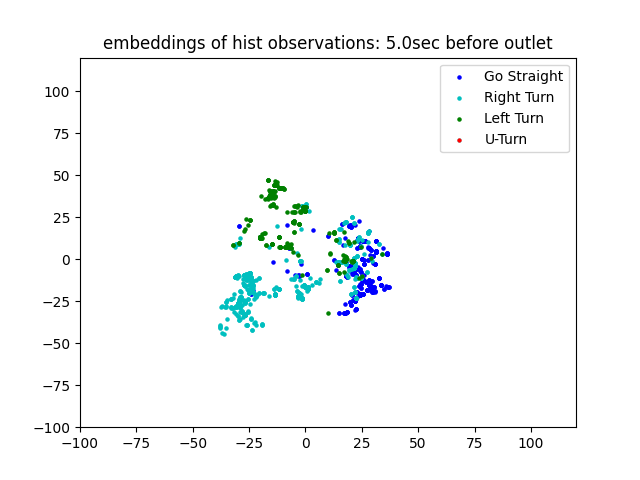 embeddings of hist observations: 5.0sec before outlet
Go Straight
Right Turn
Left Turn
U-Turn
100
75
50
25
0
−25
−50
−75
−100
−100 −75 −50 −25 0 25 50 75 100